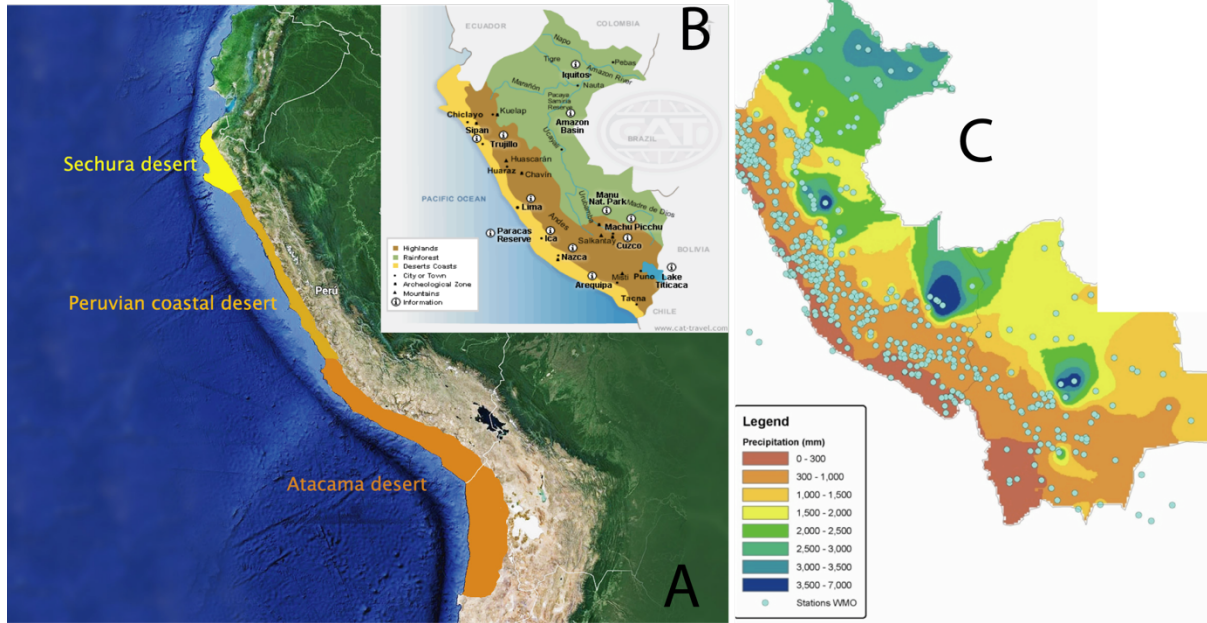 Sechura desert
Peruvian coastal desert
Peru
Atacama desert
A
B
ECUADOR
COLOMBIA
Napo
Tigre
Pebas
Amazon River
Iquitos
Marañón
Nauta
Pacaya
Samiria
Reserve
Kuelap
Chiclayo
Sipan
Amazon
Basin
CAT
BRAZIL
Trujillo
Ucayali
Huascarán
Huaraz
Chavín
PACIFIC OCEAN
Manu
Nat. Park
Madre de Dios
Urubamba
Lima
Andes
Machu Picchu
Paracas
Reserve
Ica
Salkantay
Cuzco
BOLIVIA
Nazca
Misti
Puno
Lake
Titicaca
Arequipa
Tacna
CHILE
Highlands
Rainforest
Deserts Coasts
City or Town
Archeological Zone
Mountains
Information
www.cat-travel.com
C
Legend
Precipitation (mm)
0 - 300
300 - 1,000
1,000 - 1,500
1,500 - 2,000
2,000 - 2,500
2,500 - 3,000
3,000 - 3,500
3,500 - 7,000
Stations WMO